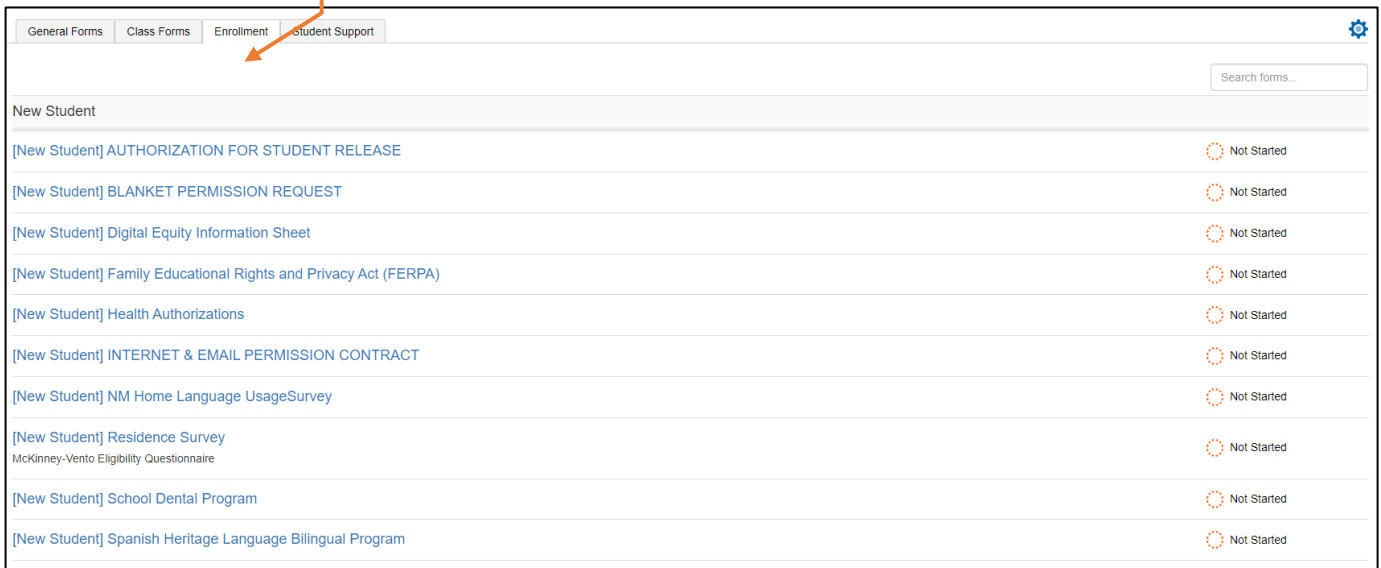 General Forms Class Forms Enrollment Student Support
Search forms...
New Student
[New Student] AUTHORIZATION FOR STUDENT RELEASE Not Started
[New Student] BLANKET PERMISSION REQUEST Not Started
[New Student] Digital Equity Information Sheet Not Started
[New Student] Family Educational Rights and Privacy Act (FERPA) Not Started
[New Student] Health Authorizations Not Started
[New Student] INTERNET & EMAIL PERMISSION CONTRACT Not Started
[New Student] NM Home Language UsageSurvey Not Started
[New Student] Residence Survey Not Started
McKinney-Vento Eligibility Questionnaire
[New Student] School Dental Program Not Started
[New Student] Spanish Heritage Language Bilingual Program Not Started